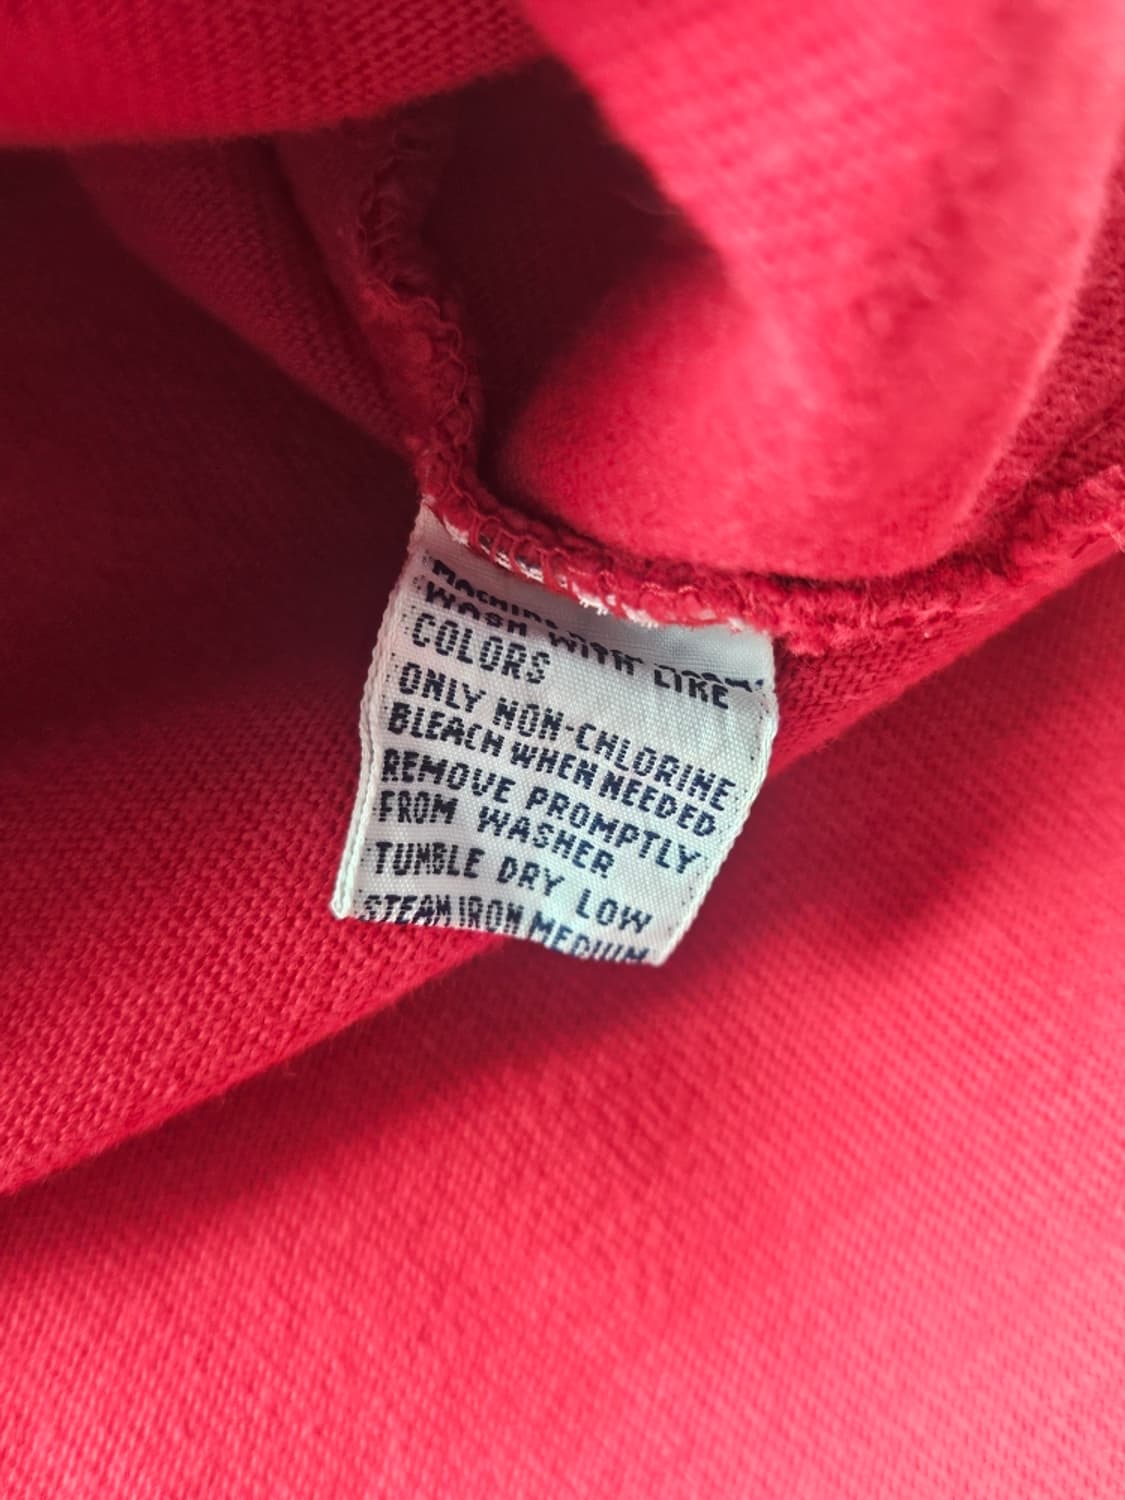 MACHINE
WASH WITH LIKE
COLORS
ONLY NON-CHLORINE
BLEACH WHEN NEEDED
REMOVE PROMPTLY
FROM WASHER
TUMBLE DRY LOW
STEAM IRON MEDIUM